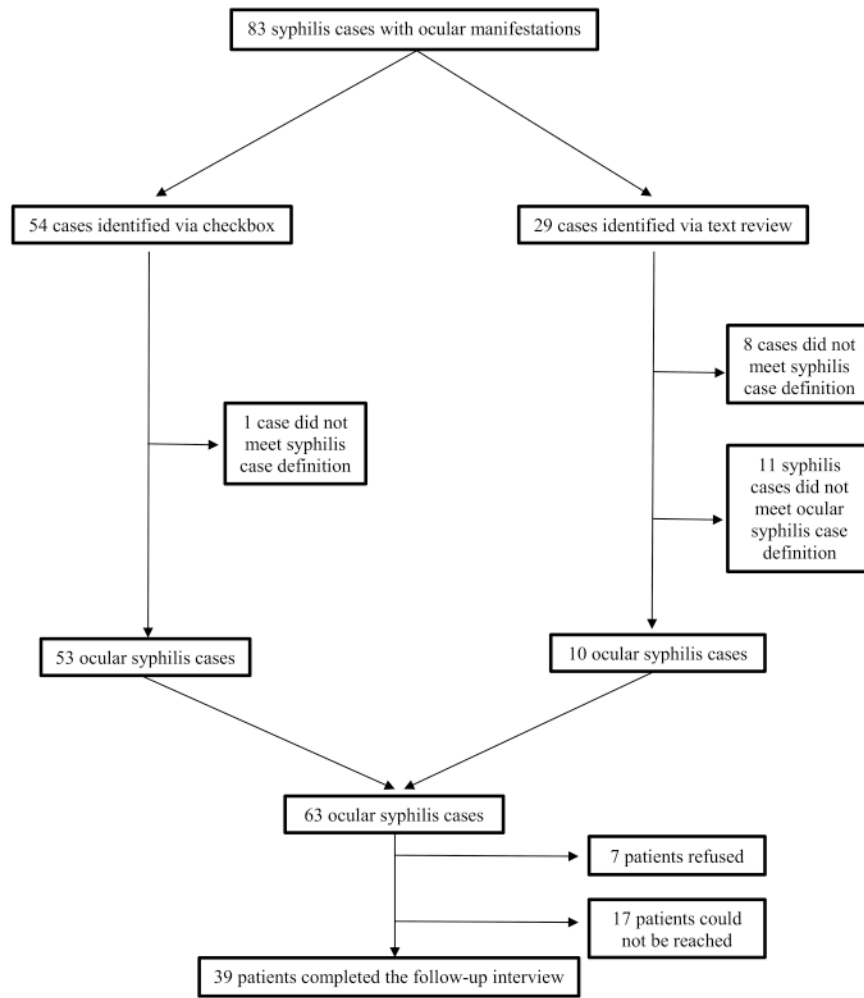 83 syphilis cases with ocular manifestations
54 cases identified via checkbox
29 cases identified via text review
8 cases did not
meet syphilis
case definition
1 case did not
meet syphilis
case definition
11 syphilis
cases did not
meet ocular
syphilis case
definition
53 ocular syphilis cases
10 ocular syphilis cases
63 ocular syphilis cases
7 patients refused
17 patients could
not be reached
39 patients completed the follow-up interview